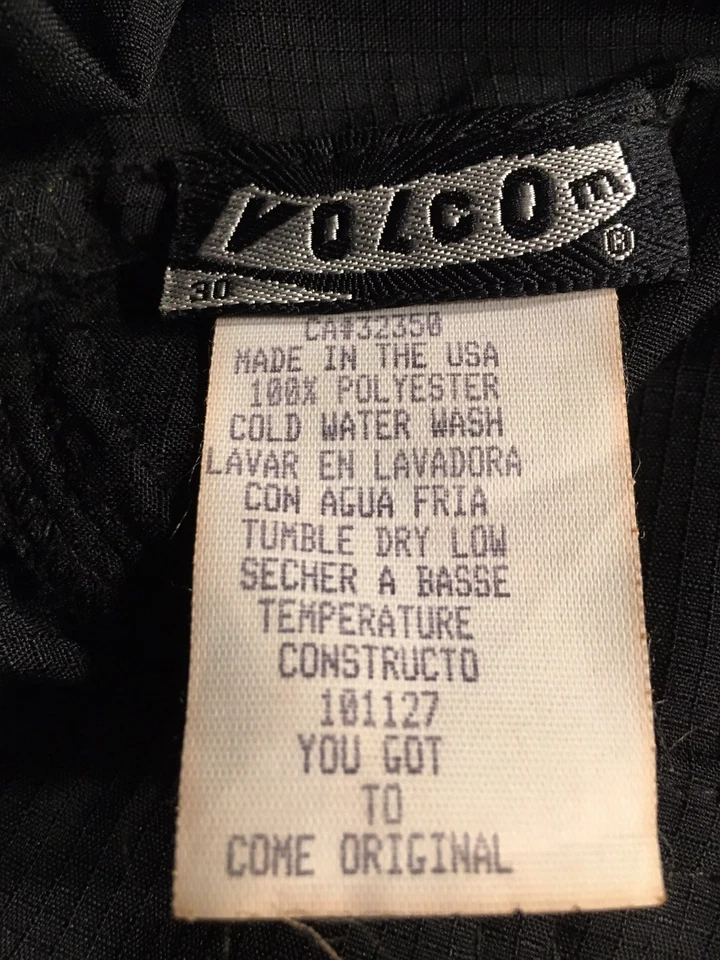 VOLCOm
®
30
CA#32350
MADE IN THE USA
100% POLYESTER
COLD WATER WASH
LAVAR EN LAVADORA
CON AGUA FRIA
TUMBLE DRY LOW
SECHER A BASSE
TEMPERATURE
CONSTRUCTO
101127
YOU GOT
TO
COME ORIGINAL